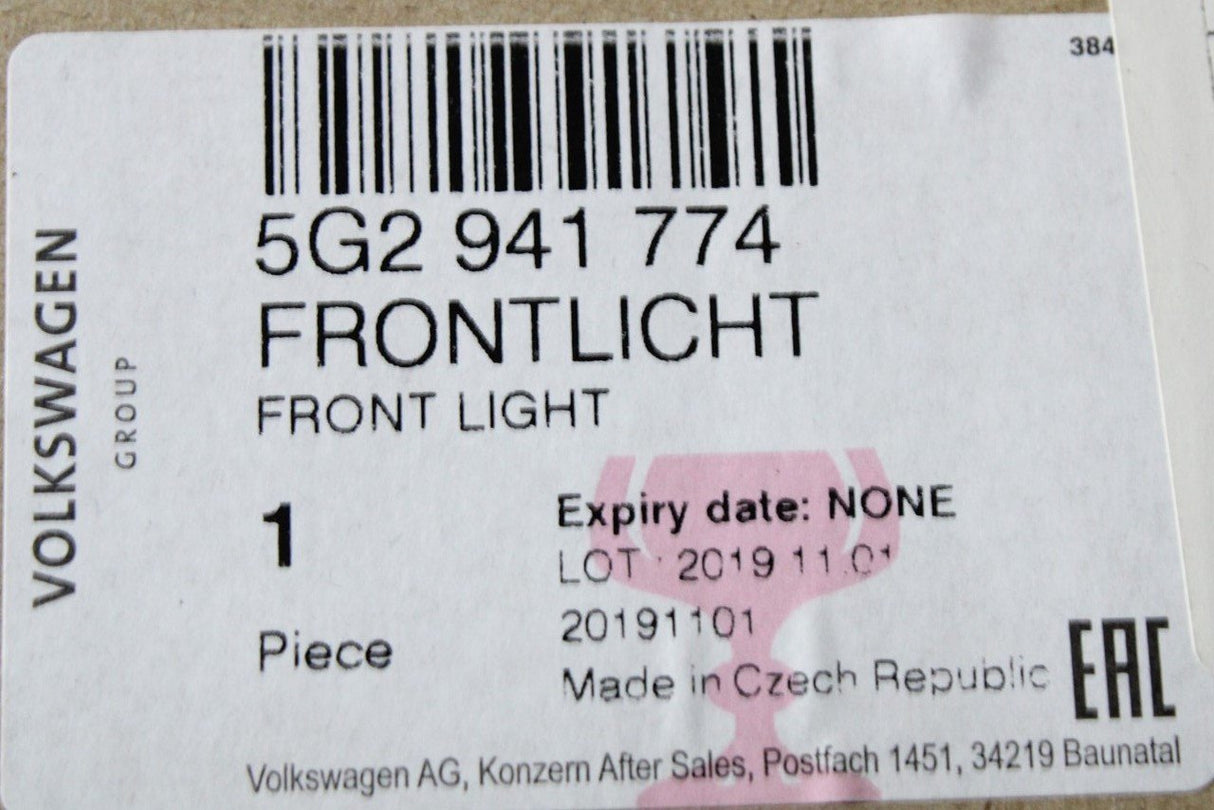 384
5G2 941 774
FRONTLICHT
FRONT LIGHT
VOLKSWAGEN
GROUP
1
Piece
Expiry date: NONE
LOT : 2019 11.01
20191101
Made in Czech Republic
EAC
Volkswagen AG, Konzern After Sales, Postfach 1451, 34219 Baunatal